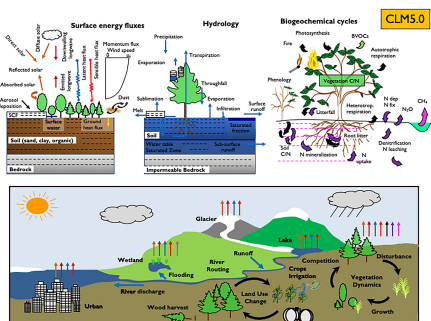 CLM5.0
Surface energy fluxes
Hydrology
Biogeochemical cycles
Direct solar
Diffuse solar
Downwelling
longwave
Reflected solar
Absorbed solar
Emitted
longwave
Latent heat flux
Sensible heat flux
Momentum flux
Wind speed
Aerosol
deposition
Dust
SCF
Surface
water
Ground
heat flux
Soil (sand, clay, organic)
Bedrock
Precipitation
Evaporation
Transpiration
Throughfall
Sublimation
Evaporation
Melt
Infiltration
Surface
runoff
Saturated
fraction
Soil
Water table
Saturated Zone
Sub-surface
runoff
Impermeable Bedrock
Photosynthesis
BVOCs
Fire
Autotrophic
respiration
Vegetation C/N
Phenology
Litterfall
Heterotrop.
respiration
N dep
N fix
N₂O
CH₄
Root litter
Soil
C/N
N mineralization
N
uptake
Denitrification
N leaching
Glacier
Lake
Wetland
Flooding
River
Routing
Runoff
River discharge
Urban
Wood harvest
Land Use
Change
Crops
Irrigation
Competition
Disturbance
Vegetation
Dynamics
Growth